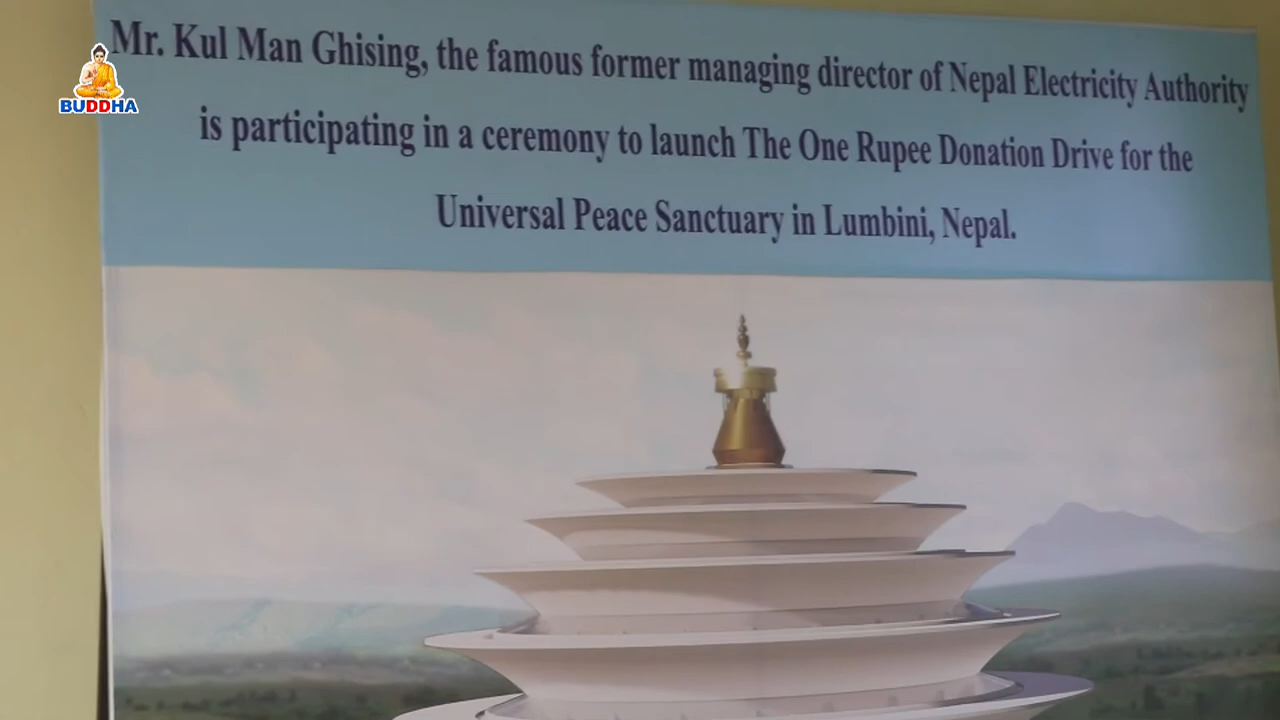 Mr. Kul Man Ghising, the famous former managing director of Nepal Electricity Authority
is participating in a ceremony to launch The One Rupee Donation Drive for the
Universal Peace Sanctuary in Lumbini, Nepal.
BUDDHA